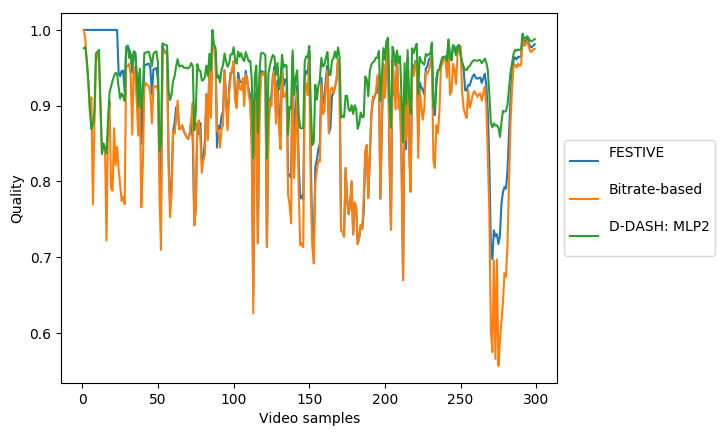 1.0
0.9
0.8
0.7
0.6
Quality
0
50
100
150
200
250
300
Video samples
FESTIVE
Bitrate-based
D-DASH: MLP2